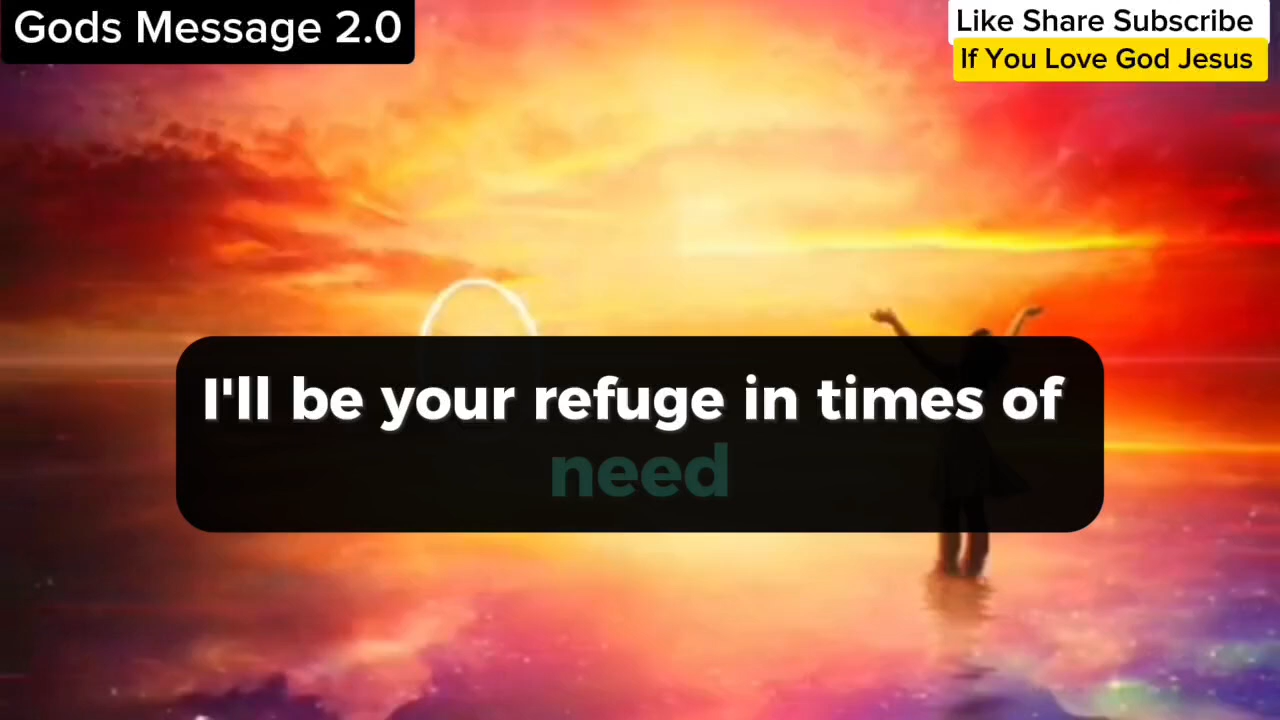 Gods Message 2.0
Like Share Subscribe
If You Love God Jesus
I'll be your refuge in times of
need